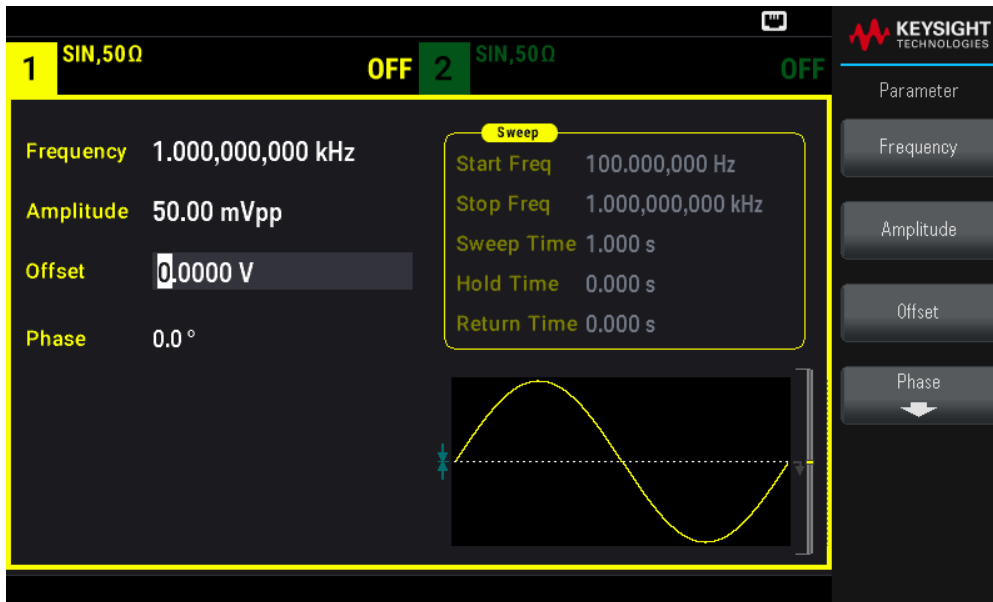 KEYSIGHT
TECHNOLOGIES
1 SIN,50Ω OFF
2 SIN,50Ω OFF
Frequency 1.000,000,000 kHz
Amplitude 50.00 mVpp
Offset 0.0000 V
Phase 0.0 °
Sweep
Start Freq 100.000,000 Hz
Stop Freq 1.000,000,000 kHz
Sweep Time 1.000 s
Hold Time 0.000 s
Return Time 0.000 s
Parameter
Frequency
Amplitude
Offset
Phase